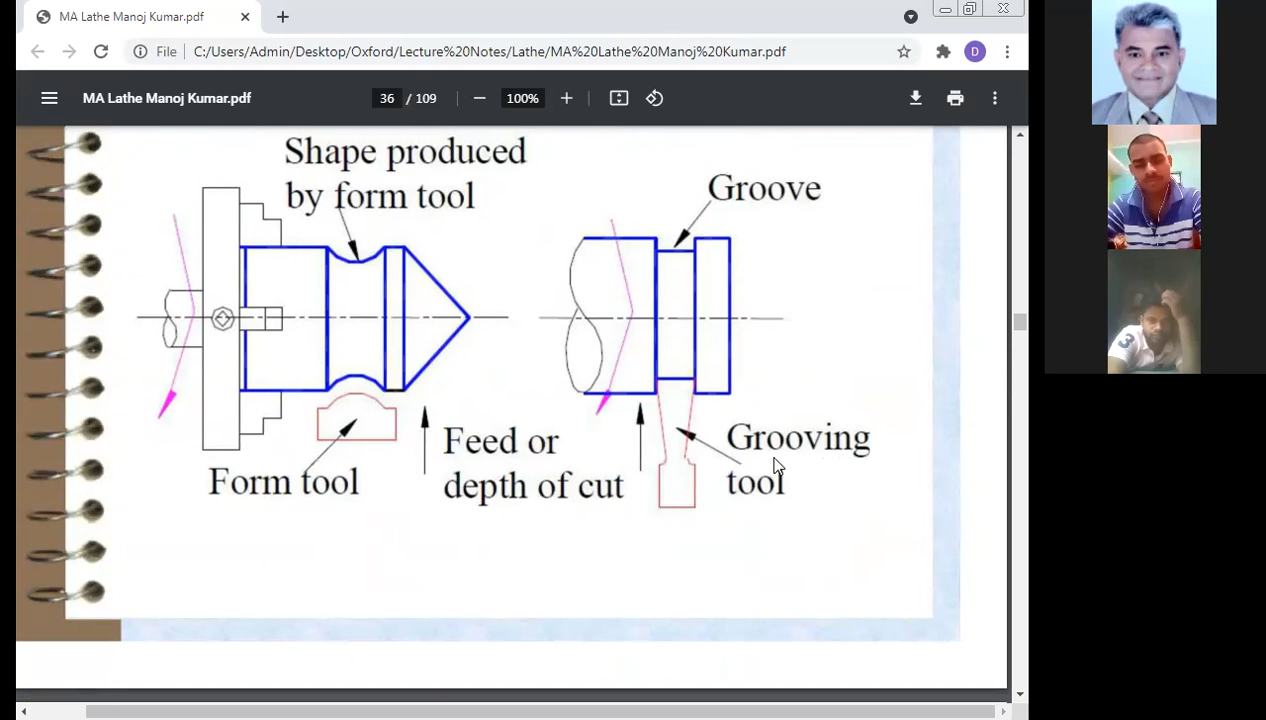 MA Lathe Manoj Kumar.pdf
File
C:/Users/Admin/Desktop/Oxford/Lecture%20Notes/Lathe/MA%20Lathe%20Manoj%20Kumar.pdf
D
MA Lathe Manoj Kumar.pdf
36 / 109
100%
Shape produced
by form tool
Groove
Form tool
Feed or
depth of cut
Grooving
tool
3